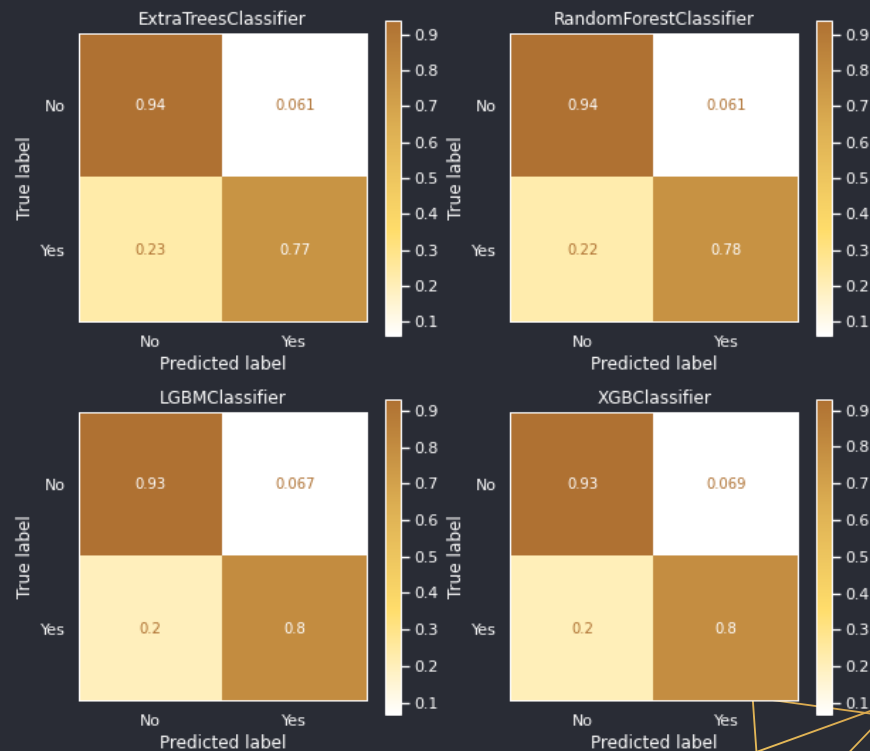 ExtraTreesClassifier
True label
No
0.94
0.061
Yes
0.23
0.77
No
Yes
Predicted label
0.9
0.8
0.7
0.6
0.5
0.4
0.3
0.2
0.1
RandomForestClassifier
True label
No
0.94
0.061
Yes
0.22
0.78
No
Yes
Predicted label
0.9
0.8
0.7
0.6
0.5
0.4
0.3
0.2
0.1
LGBMClassifier
True label
No
0.93
0.067
Yes
0.2
0.8
No
Yes
Predicted label
0.9
0.8
0.7
0.6
0.5
0.4
0.3
0.2
0.1
XGBClassifier
True label
No
0.93
0.069
Yes
0.2
0.8
No
Yes
Predicted label
0.9
0.8
0.7
0.6
0.5
0.4
0.3
0.2
0.1